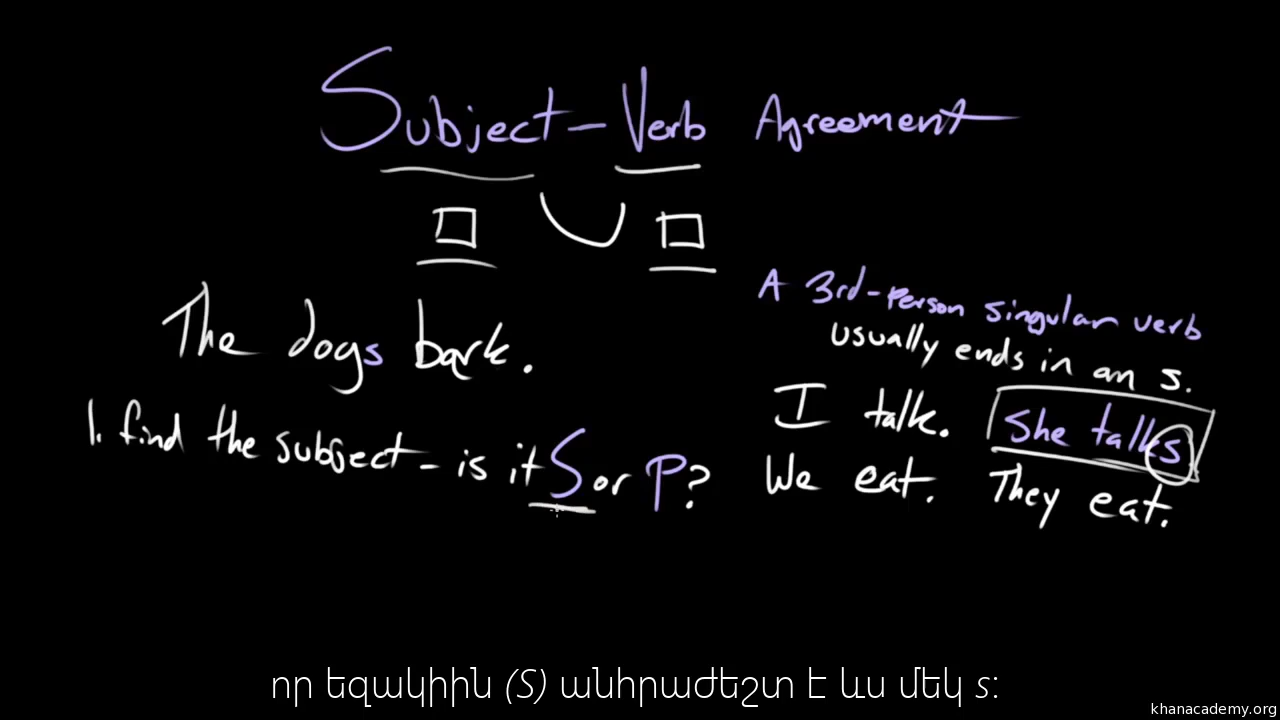 Subject-Verb Agreement
The dogs bark.
1. find the subject - is it S or P?
A 3rd-person singular verb
usually ends in an s.
I talk. She talks
We eat. They eat.
որ եզակիին (S) անհրաժեշտ է ևս մեկ s:
khanacademy.org